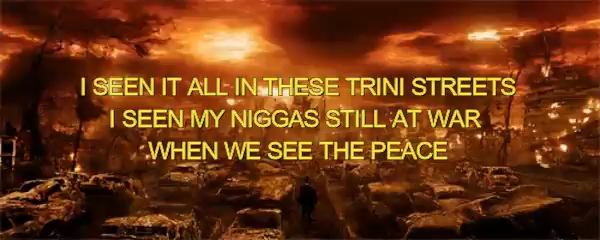 I SEEN IT ALL IN THESE TRINI STREETS
I SEEN MY NIGGAS STILL AT WAR
WHEN WE SEE THE PEACE